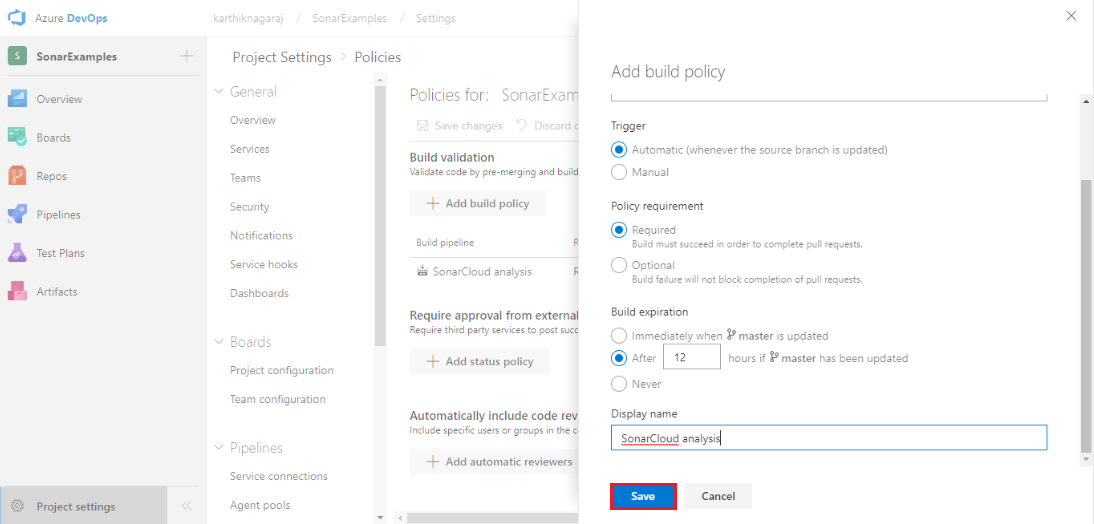 Azure DevOps
karthiknagaraj / SonarExamples / Settings
S SonarExamples
Overview
Boards
Repos
Pipelines
Test Plans
Artifacts
Project settings
Project Settings > Policies
General
Overview
Services
Teams
Security
Notifications
Service hooks
Dashboards
Boards
Project configuration
Team configuration
Pipelines
Service connections
Agent pools
Policies for: SonarExam
Save changes Discard c
Build validation
Validate code by pre-merging and build
Add build policy
Build pipeline R
SonarCloud analysis R
Require approval from external
Require third party services to post succ
Add status policy
Automatically include code rev
Include specific users or groups in the c
Add automatic reviewers
Add build policy
Trigger
Automatic (whenever the source branch is updated)
Manual
Policy requirement
Required
Build must succeed in order to complete pull requests.
Optional
Build failure will not block completion of pull requests.
Build expiration
Immediately when master is updated
After 12 hours if master has been updated
Never
Display name
SonarCloud analysis
Save Cancel